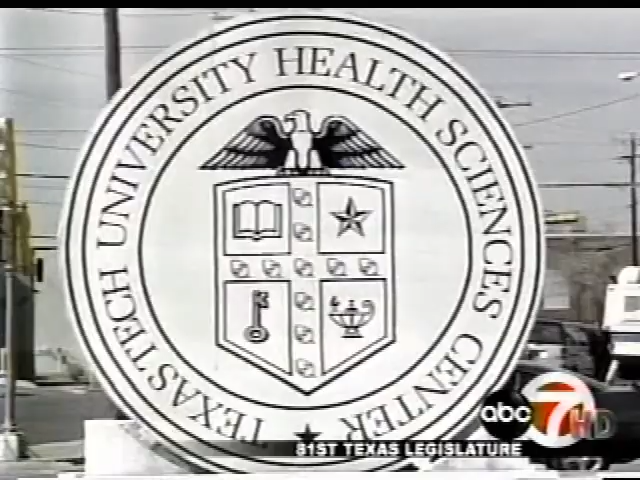 TEXAS TECH UNIVERSITY HEALTH SCIENCES CENTER
abc 7 HD
81ST TEXAS LEGISLATURE